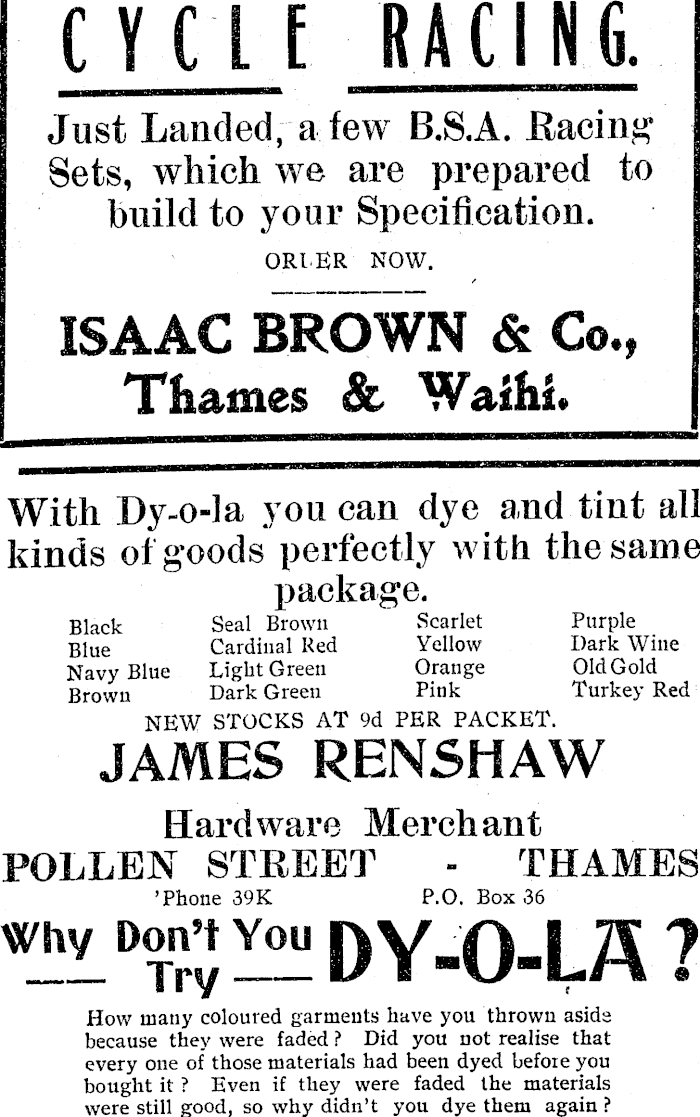 CYCLE RACING.
Just Landed, a few B.S.A. Racing
Sets, which we are prepared to
build to your Specification.
ORDER NOW.
ISAAC BROWN & Co.,
Thames & Waihi.
With Dy-o-la you can dye and tint all
kinds of goods perfectly with the same
package.
Black Seal Brown Scarlet Purple
Blue Cardinal Red Yellow Dark Wine
Navy Blue Light Green Orange Old Gold
Brown Dark Green Pink Turkey Red
NEW STOCKS AT 9d PER PACKET.
JAMES RENSHAW
Hardware Merchant
POLLEN STREET - THAMES
'Phone 39K P.O. Box 36
Why Don't You
Try DY-O-LA ?
How many coloured garments have you thrown aside
because they were faded? Did you not realise that
every one of those materials had been dyed before you
bought it? Even if they were faded the materials
were still good, so why didn't you dye them again?